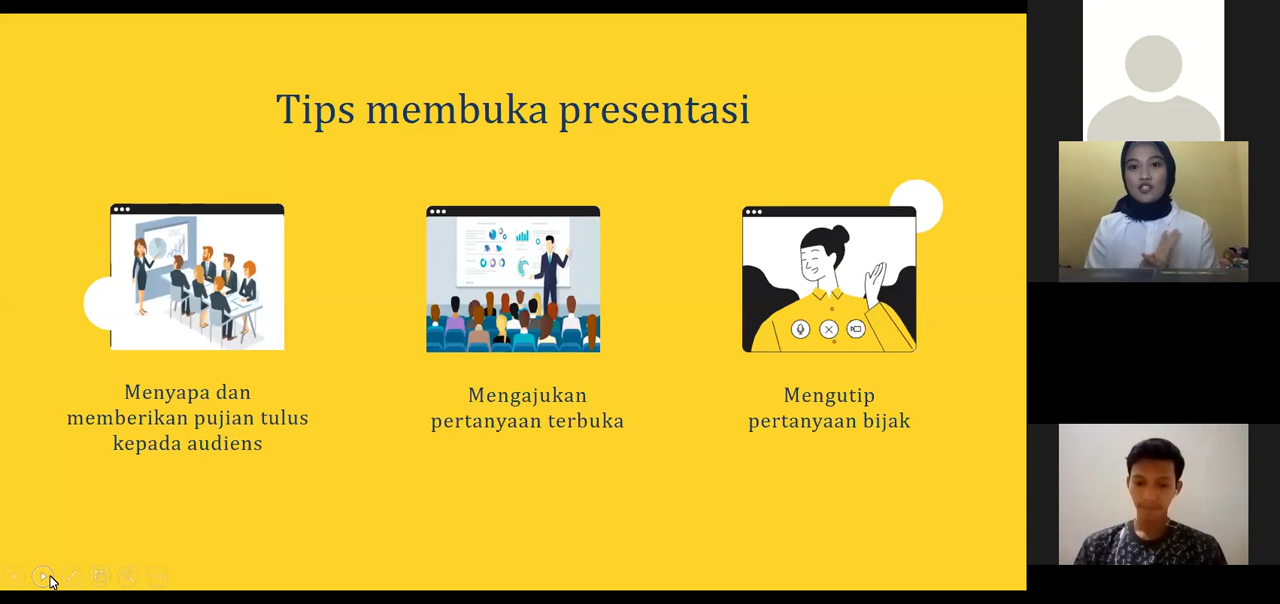 Tips membuka presentasi
Menyapa dan
memberikan pujian tulus
kepada audiens
Mengajukan
pertanyaan terbuka
Mengutip
pertanyaan bijak